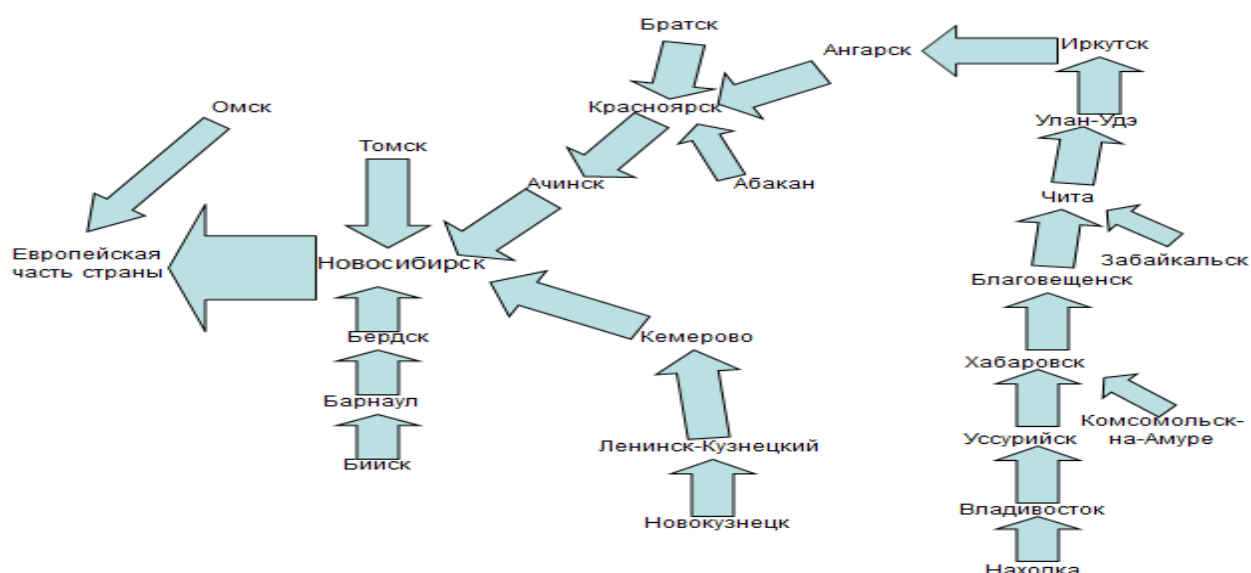 Братск
Ангарск
Иркутск
Омск
Красноярск
Улан-Удэ
Томск
Ачинск
Абакан
Чита
Европейская
часть страны
Новосибирск
Забайкальск
Благовещенск
Бердск
Кемерово
Хабаровск
Барнаул
Комсомольск-
на-Амуре
Уссурийск
Ленинск-Кузнецкий
Бийск
Владивосток
Новокузнецк
Находка